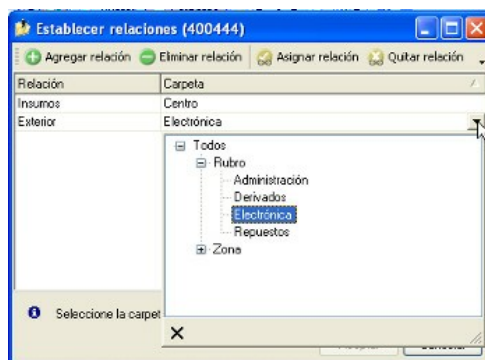 Establecer relaciones (400444)
Agregar relación Eliminar relación Asignar relación Quitar relación
Relación Carpeta
Insumos Centro
Exterior Electrónica
Todos
Rubro
Administración
Derivados
Electrónica
Repuestos
Zona
Seleccione la carpet